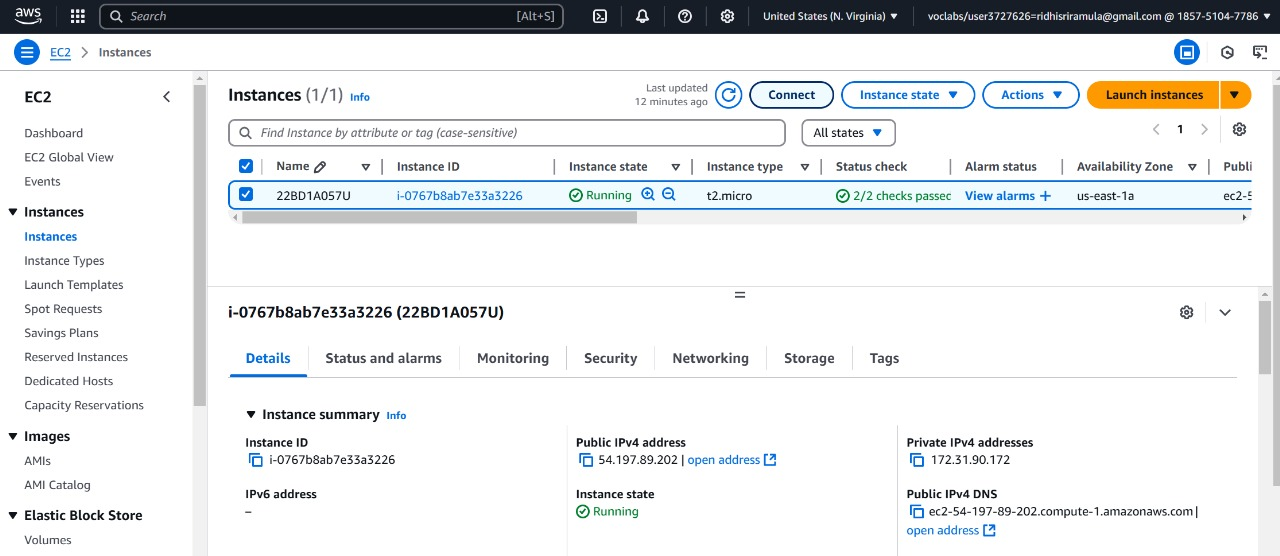 aws Search [Alt+S] United States (N. Virginia) voclabs/user3727626=ridhisriramula@gmail.com @ 1857-5104-7786
EC2 > Instances
EC2
Dashboard
EC2 Global View
Events
Instances
Instances
Instance Types
Launch Templates
Spot Requests
Savings Plans
Reserved Instances
Dedicated Hosts
Capacity Reservations
Images
AMIs
AMI Catalog
Elastic Block Store
Volumes
Instances (1/1) Info
Last updated
12 minutes ago
Connect Instance state Actions Launch instances
Find Instance by attribute or tag (case-sensitive) All states 1
Name Instance ID Instance state Instance type Status check Alarm status Availability Zone Publi
22BD1A057U i-0767b8ab7e33a3226 Running t2.micro 2/2 checks passed View alarms + us-east-1a ec2-5
i-0767b8ab7e33a3226 (22BD1A057U)
Details Status and alarms Monitoring Security Networking Storage Tags
Instance summary Info
Instance ID
i-0767b8ab7e33a3226
Public IPv4 address
54.197.89.202 | open address
Private IPv4 addresses
172.31.90.172
IPv6 address
–
Instance state
Running
Public IPv4 DNS
ec2-54-197-89-202.compute-1.amazonaws.com |
open address